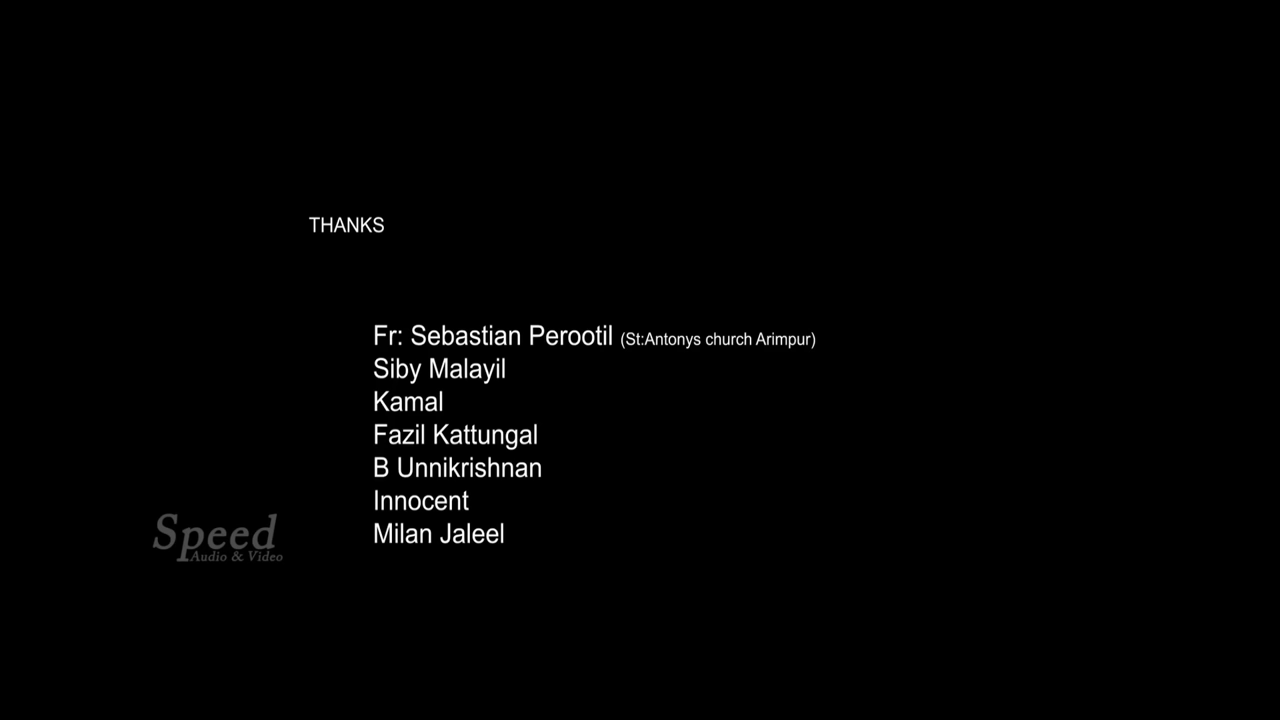 THANKS
Fr: Sebastian Perootil (St:Antonys church Arimpur)
Siby Malayil
Kamal
Fazil Kattungal
B Unnikrishnan
Innocent
Milan Jaleel
Speed
Audio & Video